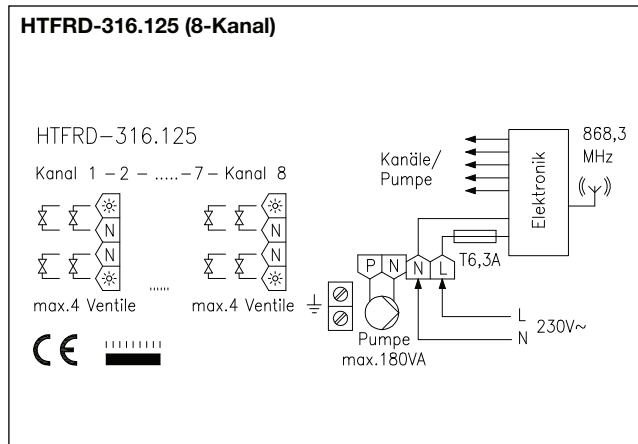 HTFRD-316.125 (8-Kanal)
HTFRD-316.125
Kanal 1 - 2 - .....-7- Kanal 8
N
N
N
N
max.4 Ventile
......
max.4 Ventile
CE
Kanäle/
Pumpe
Elektronik
868,3
MHz
T6,3A
P N N L
Pumpe
max.180VA
L
N
230V~